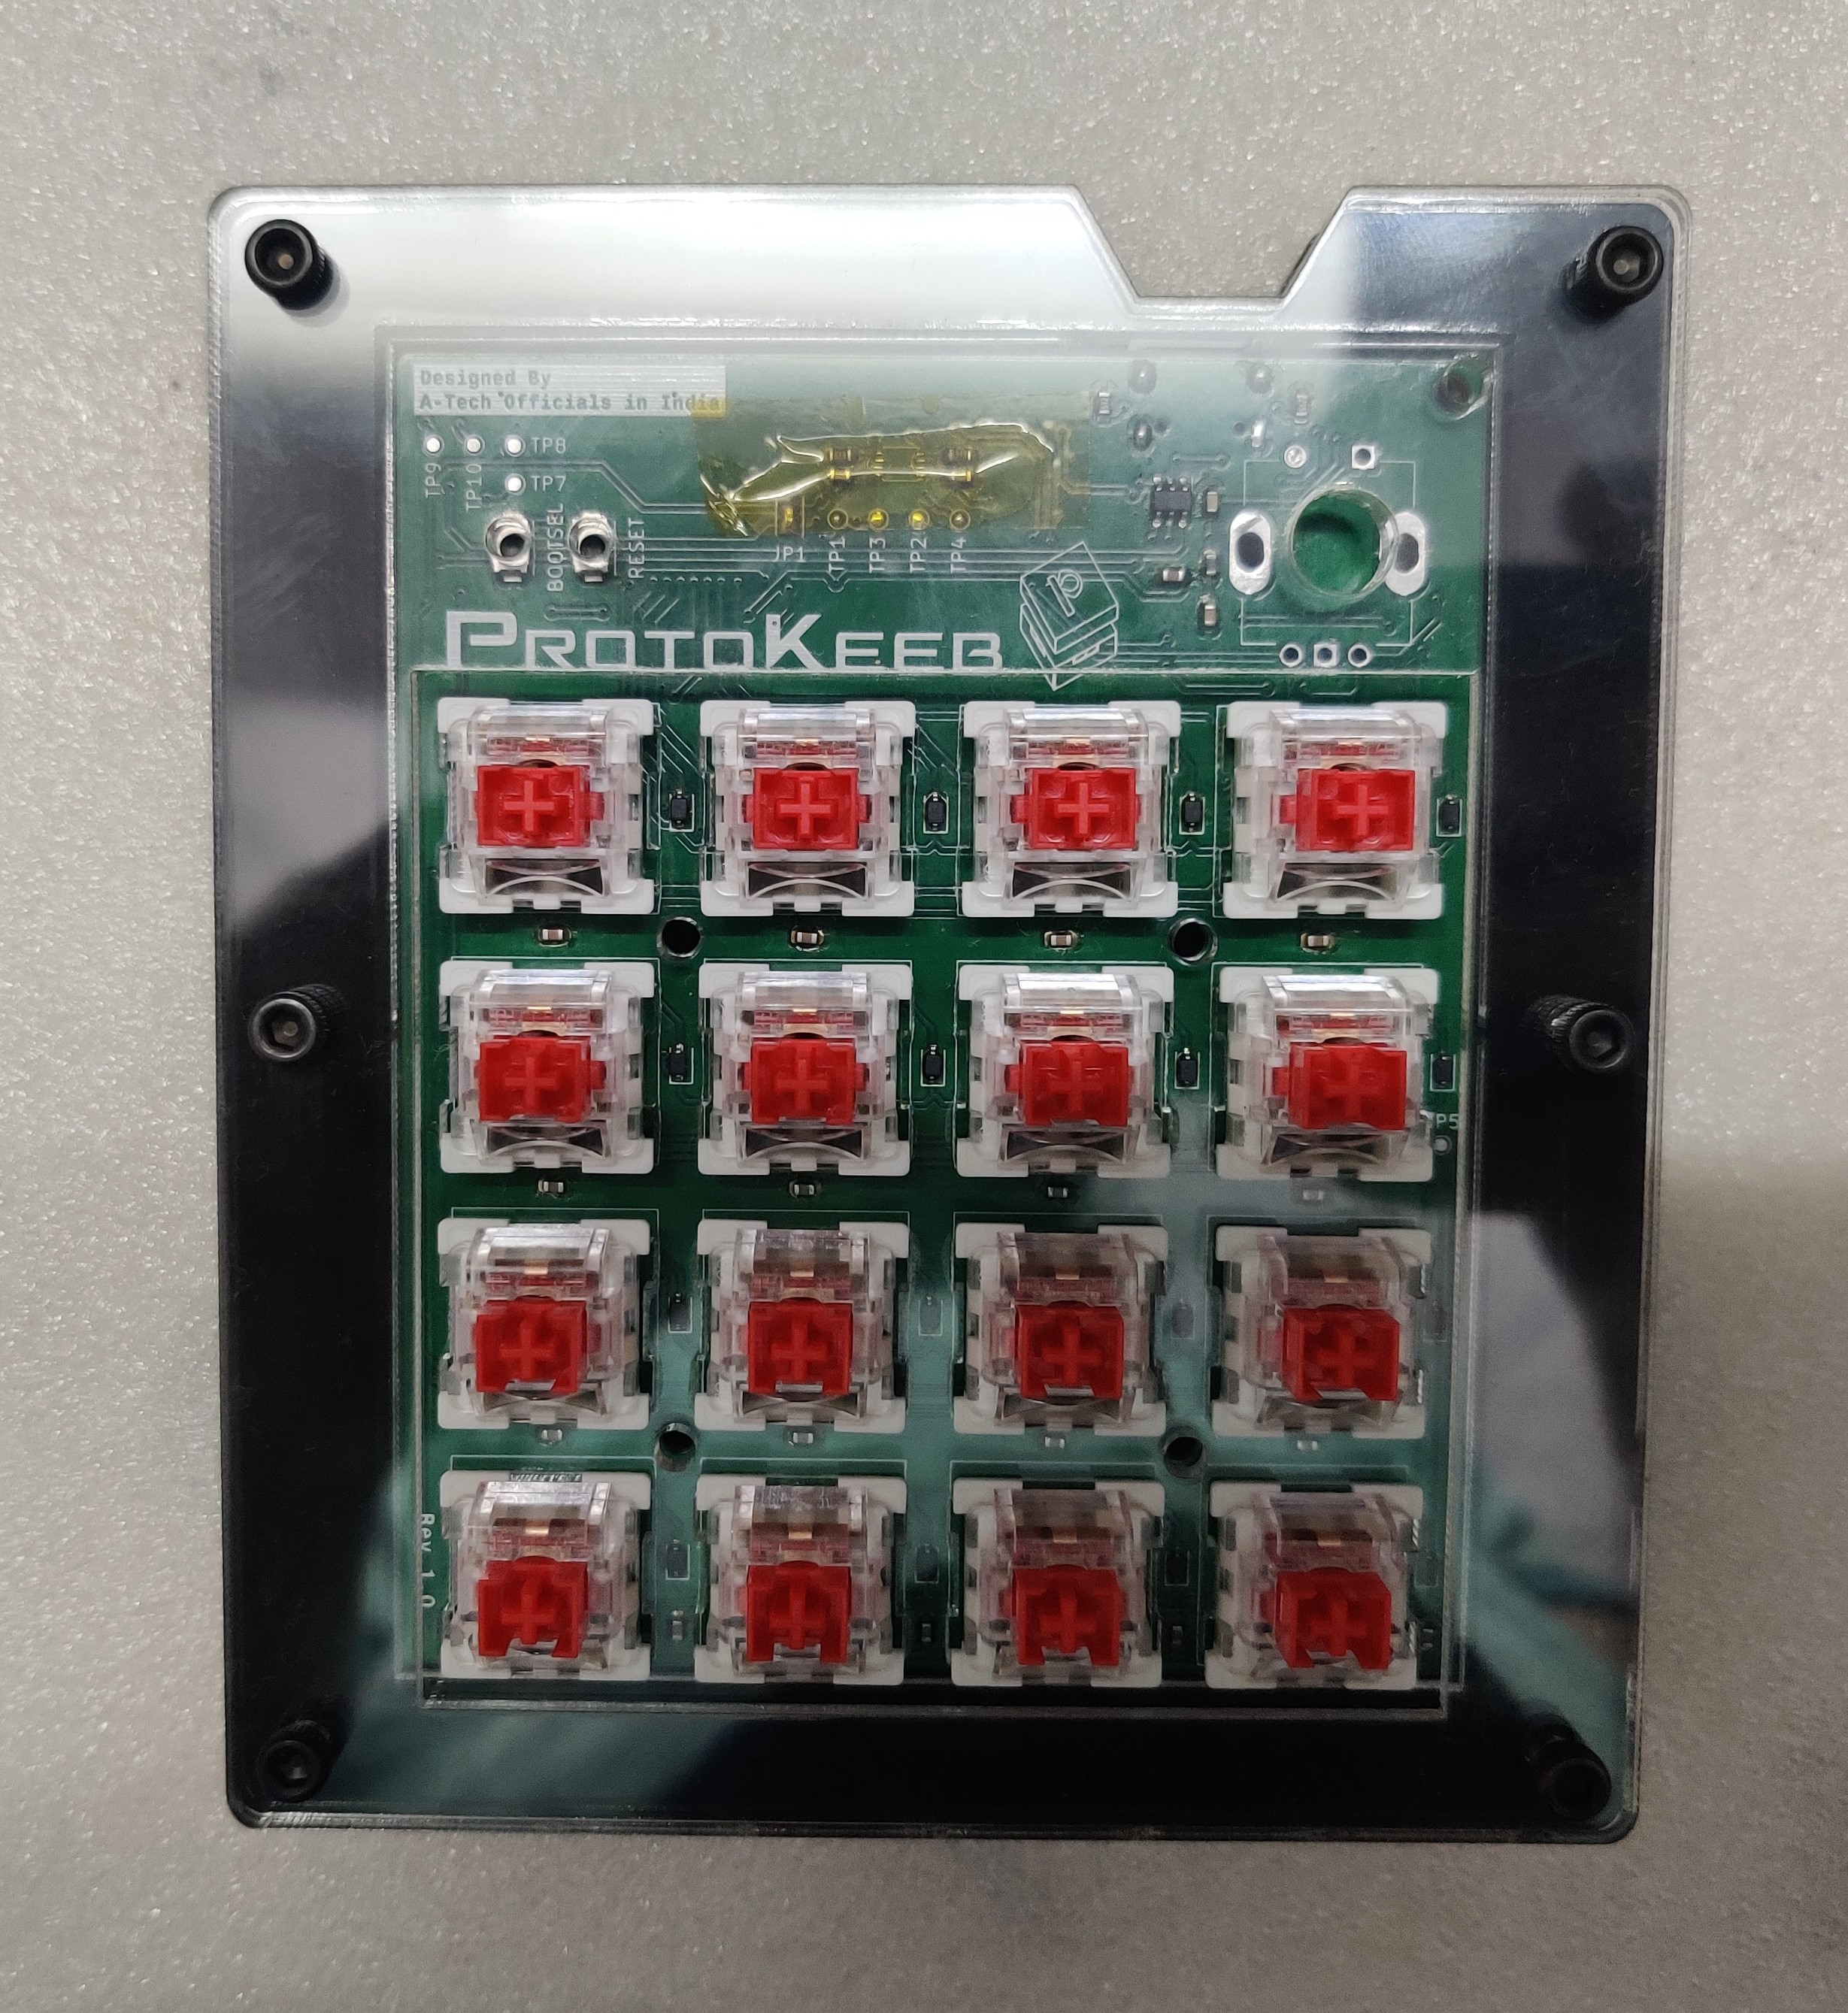 Designed By
A-Tech Officials in India
TP9
TP10
TP8
TP7
BOOTSEL
RESET
JP1
TP1
TP3
TP2
TP4
PROTOKEEB
TP5
Rev 1.0